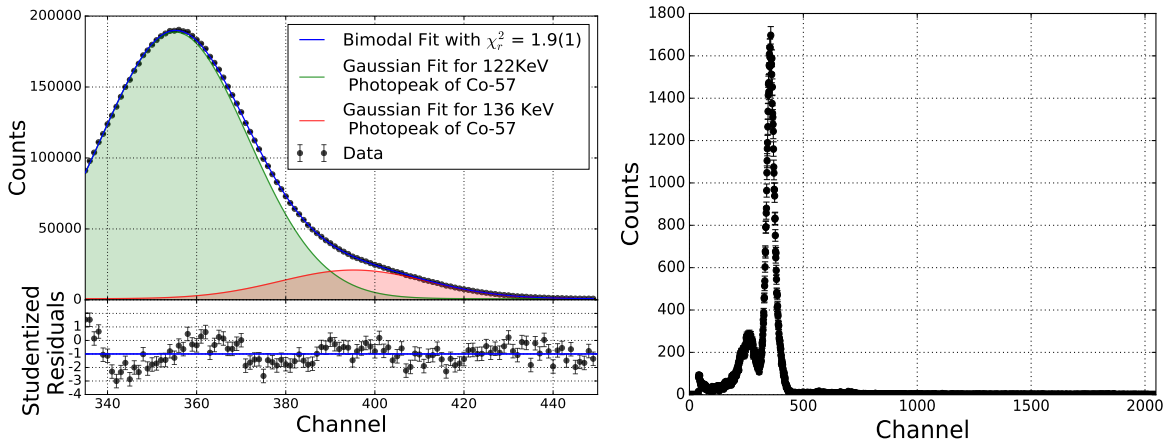 200000
150000
100000
50000
0
Counts
Bimodal Fit with χ²ᵣ = 1.9(1)
Gaussian Fit for 122KeV
Photopeak of Co-57
Gaussian Fit for 136 KeV
Photopeak of Co-57
Data
Studentized
Residuals
1
0
-1
-1
-2
-3
-4
340
360
380
400
420
440
Channel
1800
1600
1400
1200
1000
800
600
400
200
0
Counts
0
500
1000
1500
2000
Channel